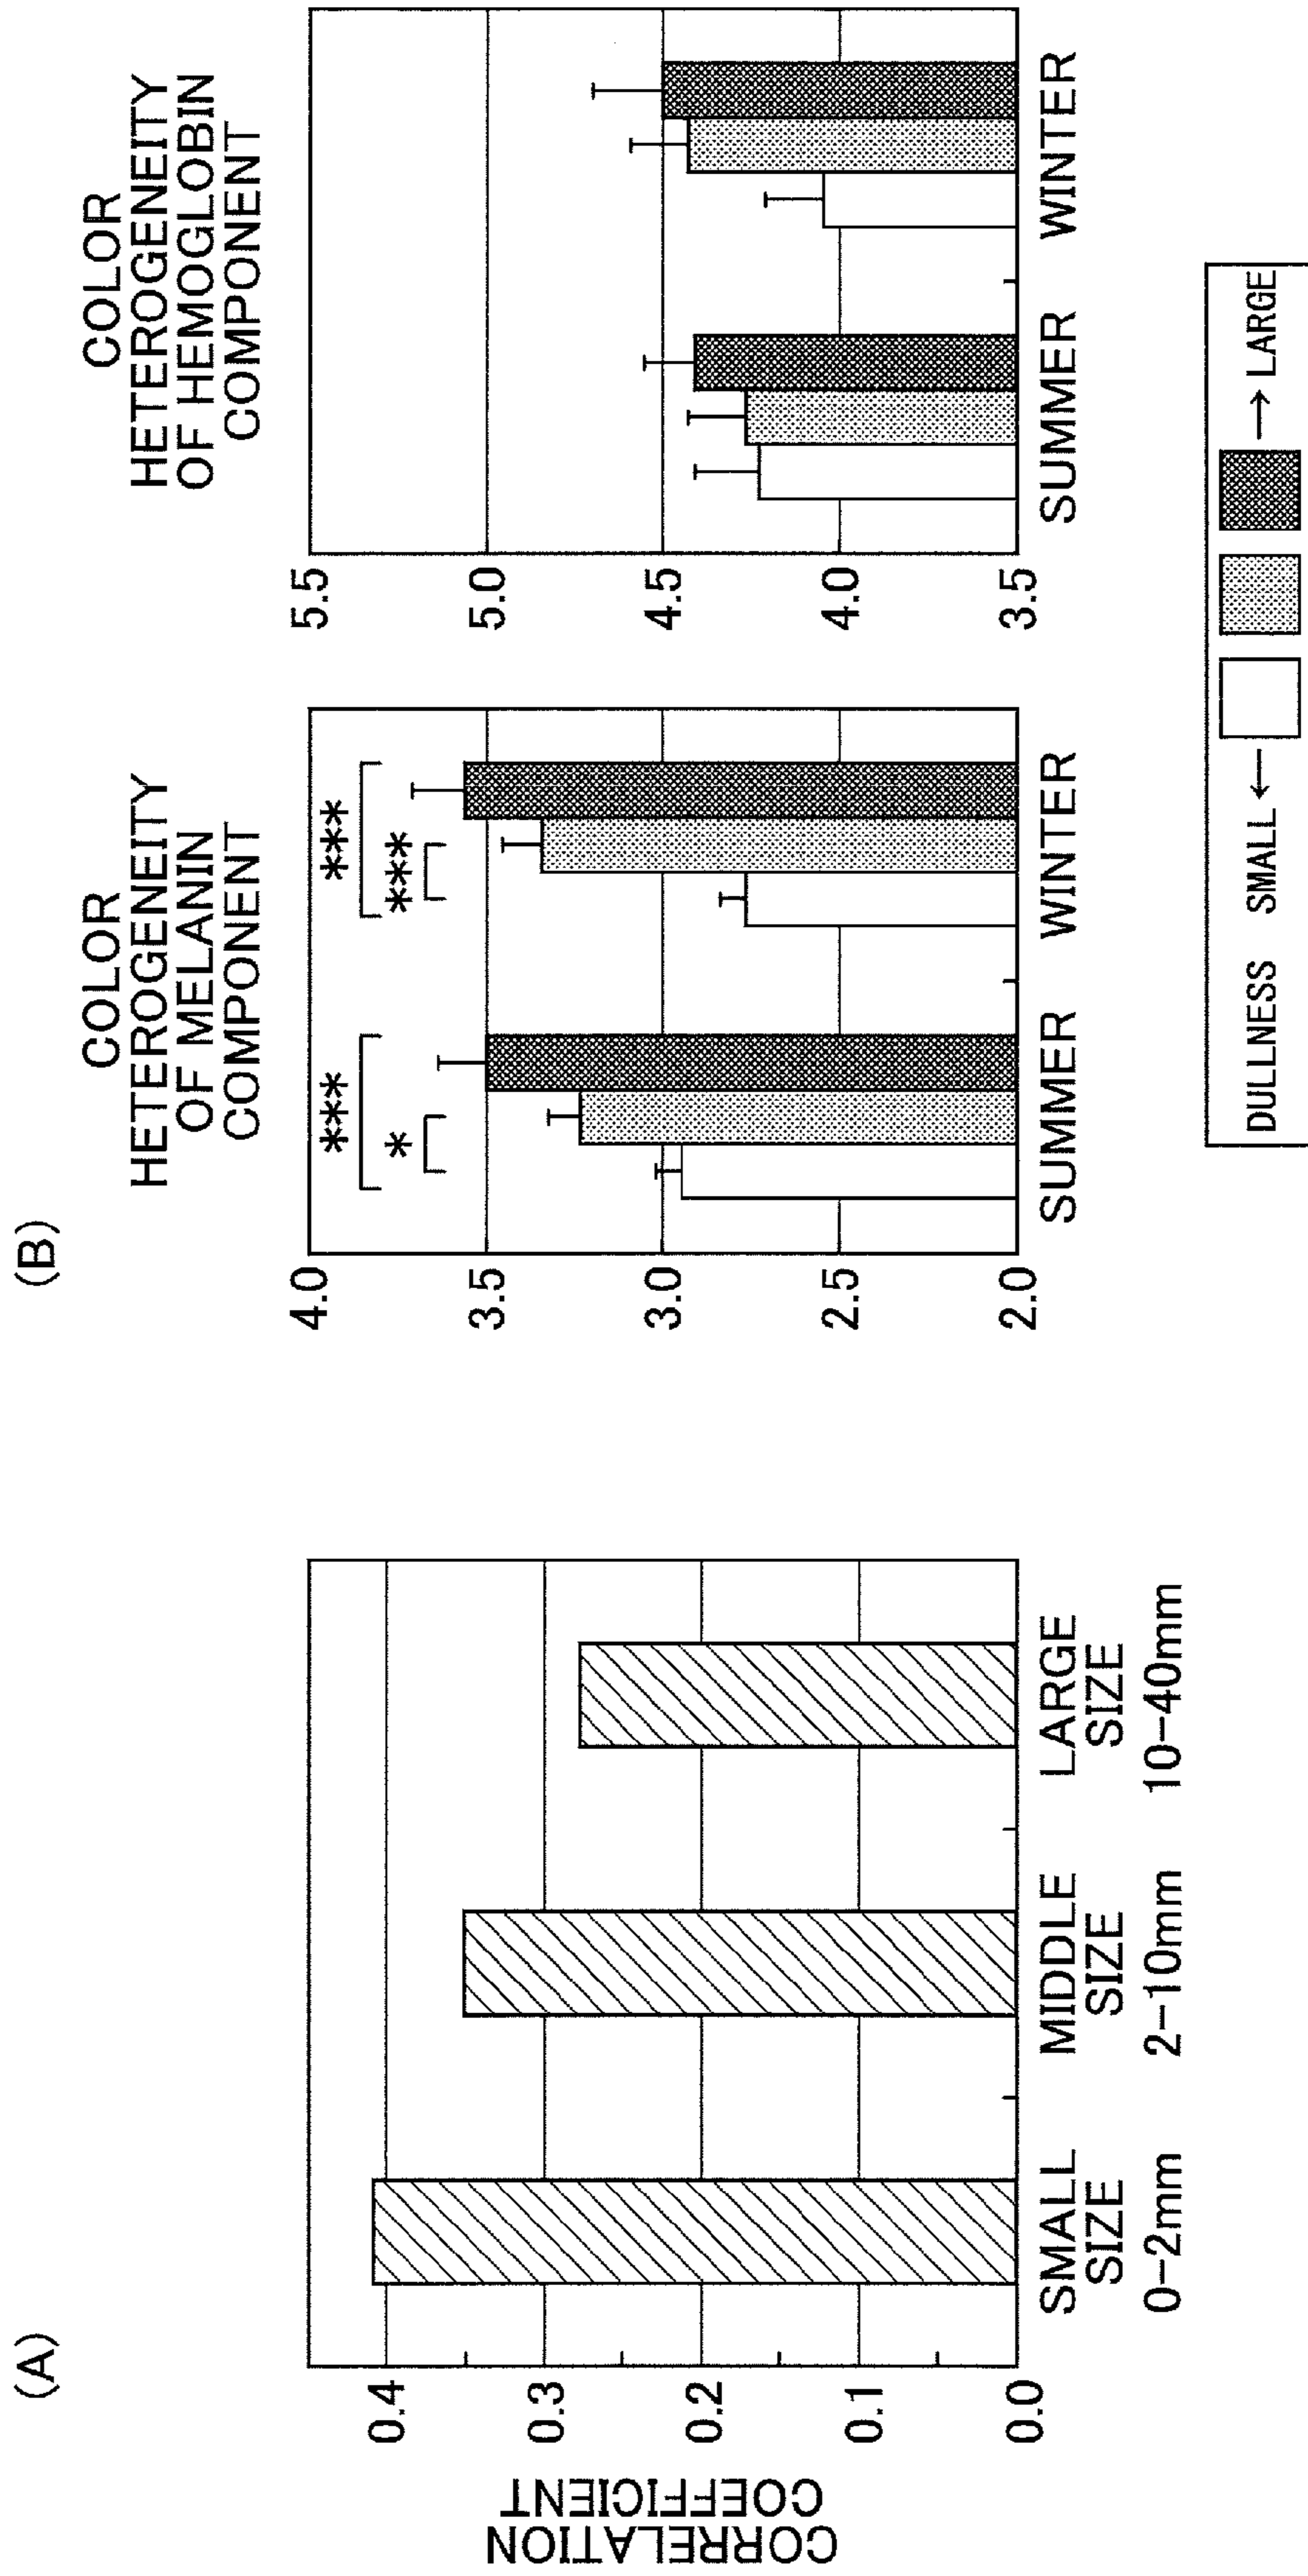 (A)
CORRELATION
COEFFICIENT
0.4
0.3
0.2
0.1
0.0
SMALL
SIZE
0-2mm
MIDDLE
SIZE
2-10mm
LARGE
SIZE
10-40mm
(B)
COLOR
HETEROGENEITY
OF MELANIN
COMPONENT
4.0
3.5
3.0
2.5
2.0
***
*
***
***
SUMMER
WINTER
COLOR
HETEROGENEITY
OF HEMOGLOBIN
COMPONENT
5.5
5.0
4.5
4.0
3.5
SUMMER
WINTER
DULLNESS SMALL ← → LARGE